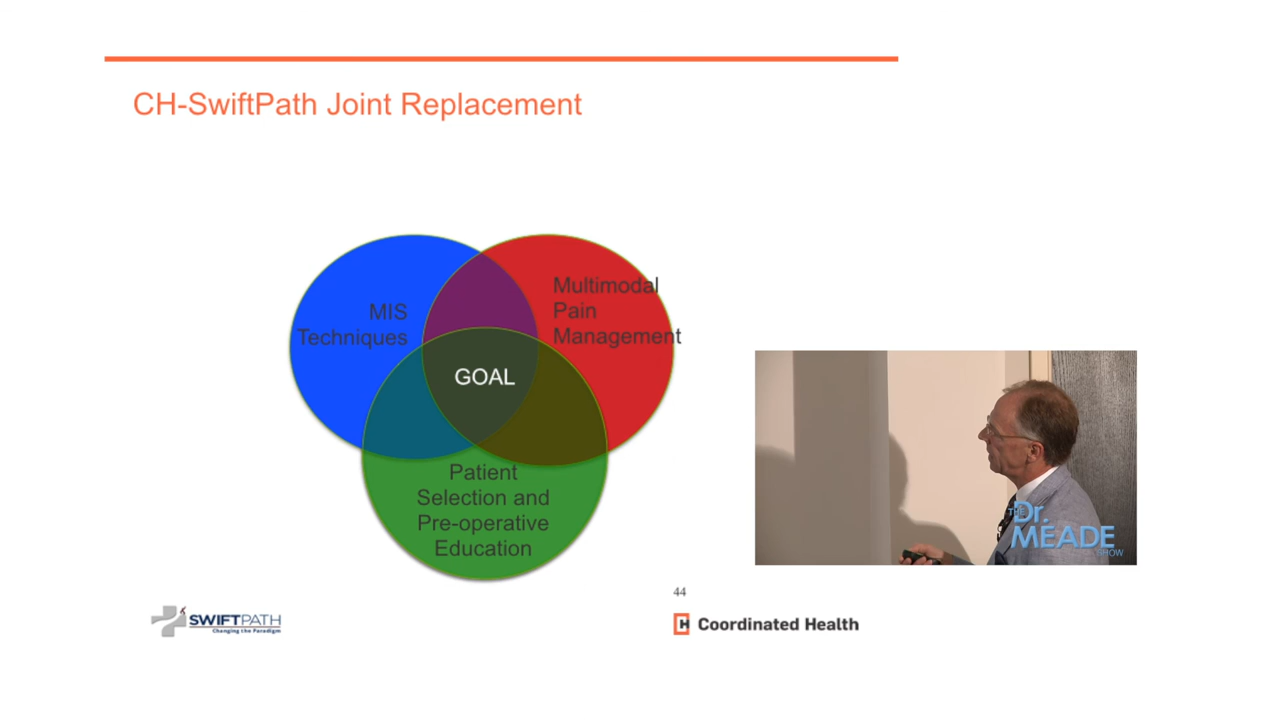 CH-SwiftPath Joint Replacement
MIS
Techniques
Multimodal
Pain
Management
GOAL
Patient
Selection and
Pre-operative
Education
THE
Dr.
MEADE
SHOW
44
SWIFTPATH
Changing the Paradigm
H Coordinated Health